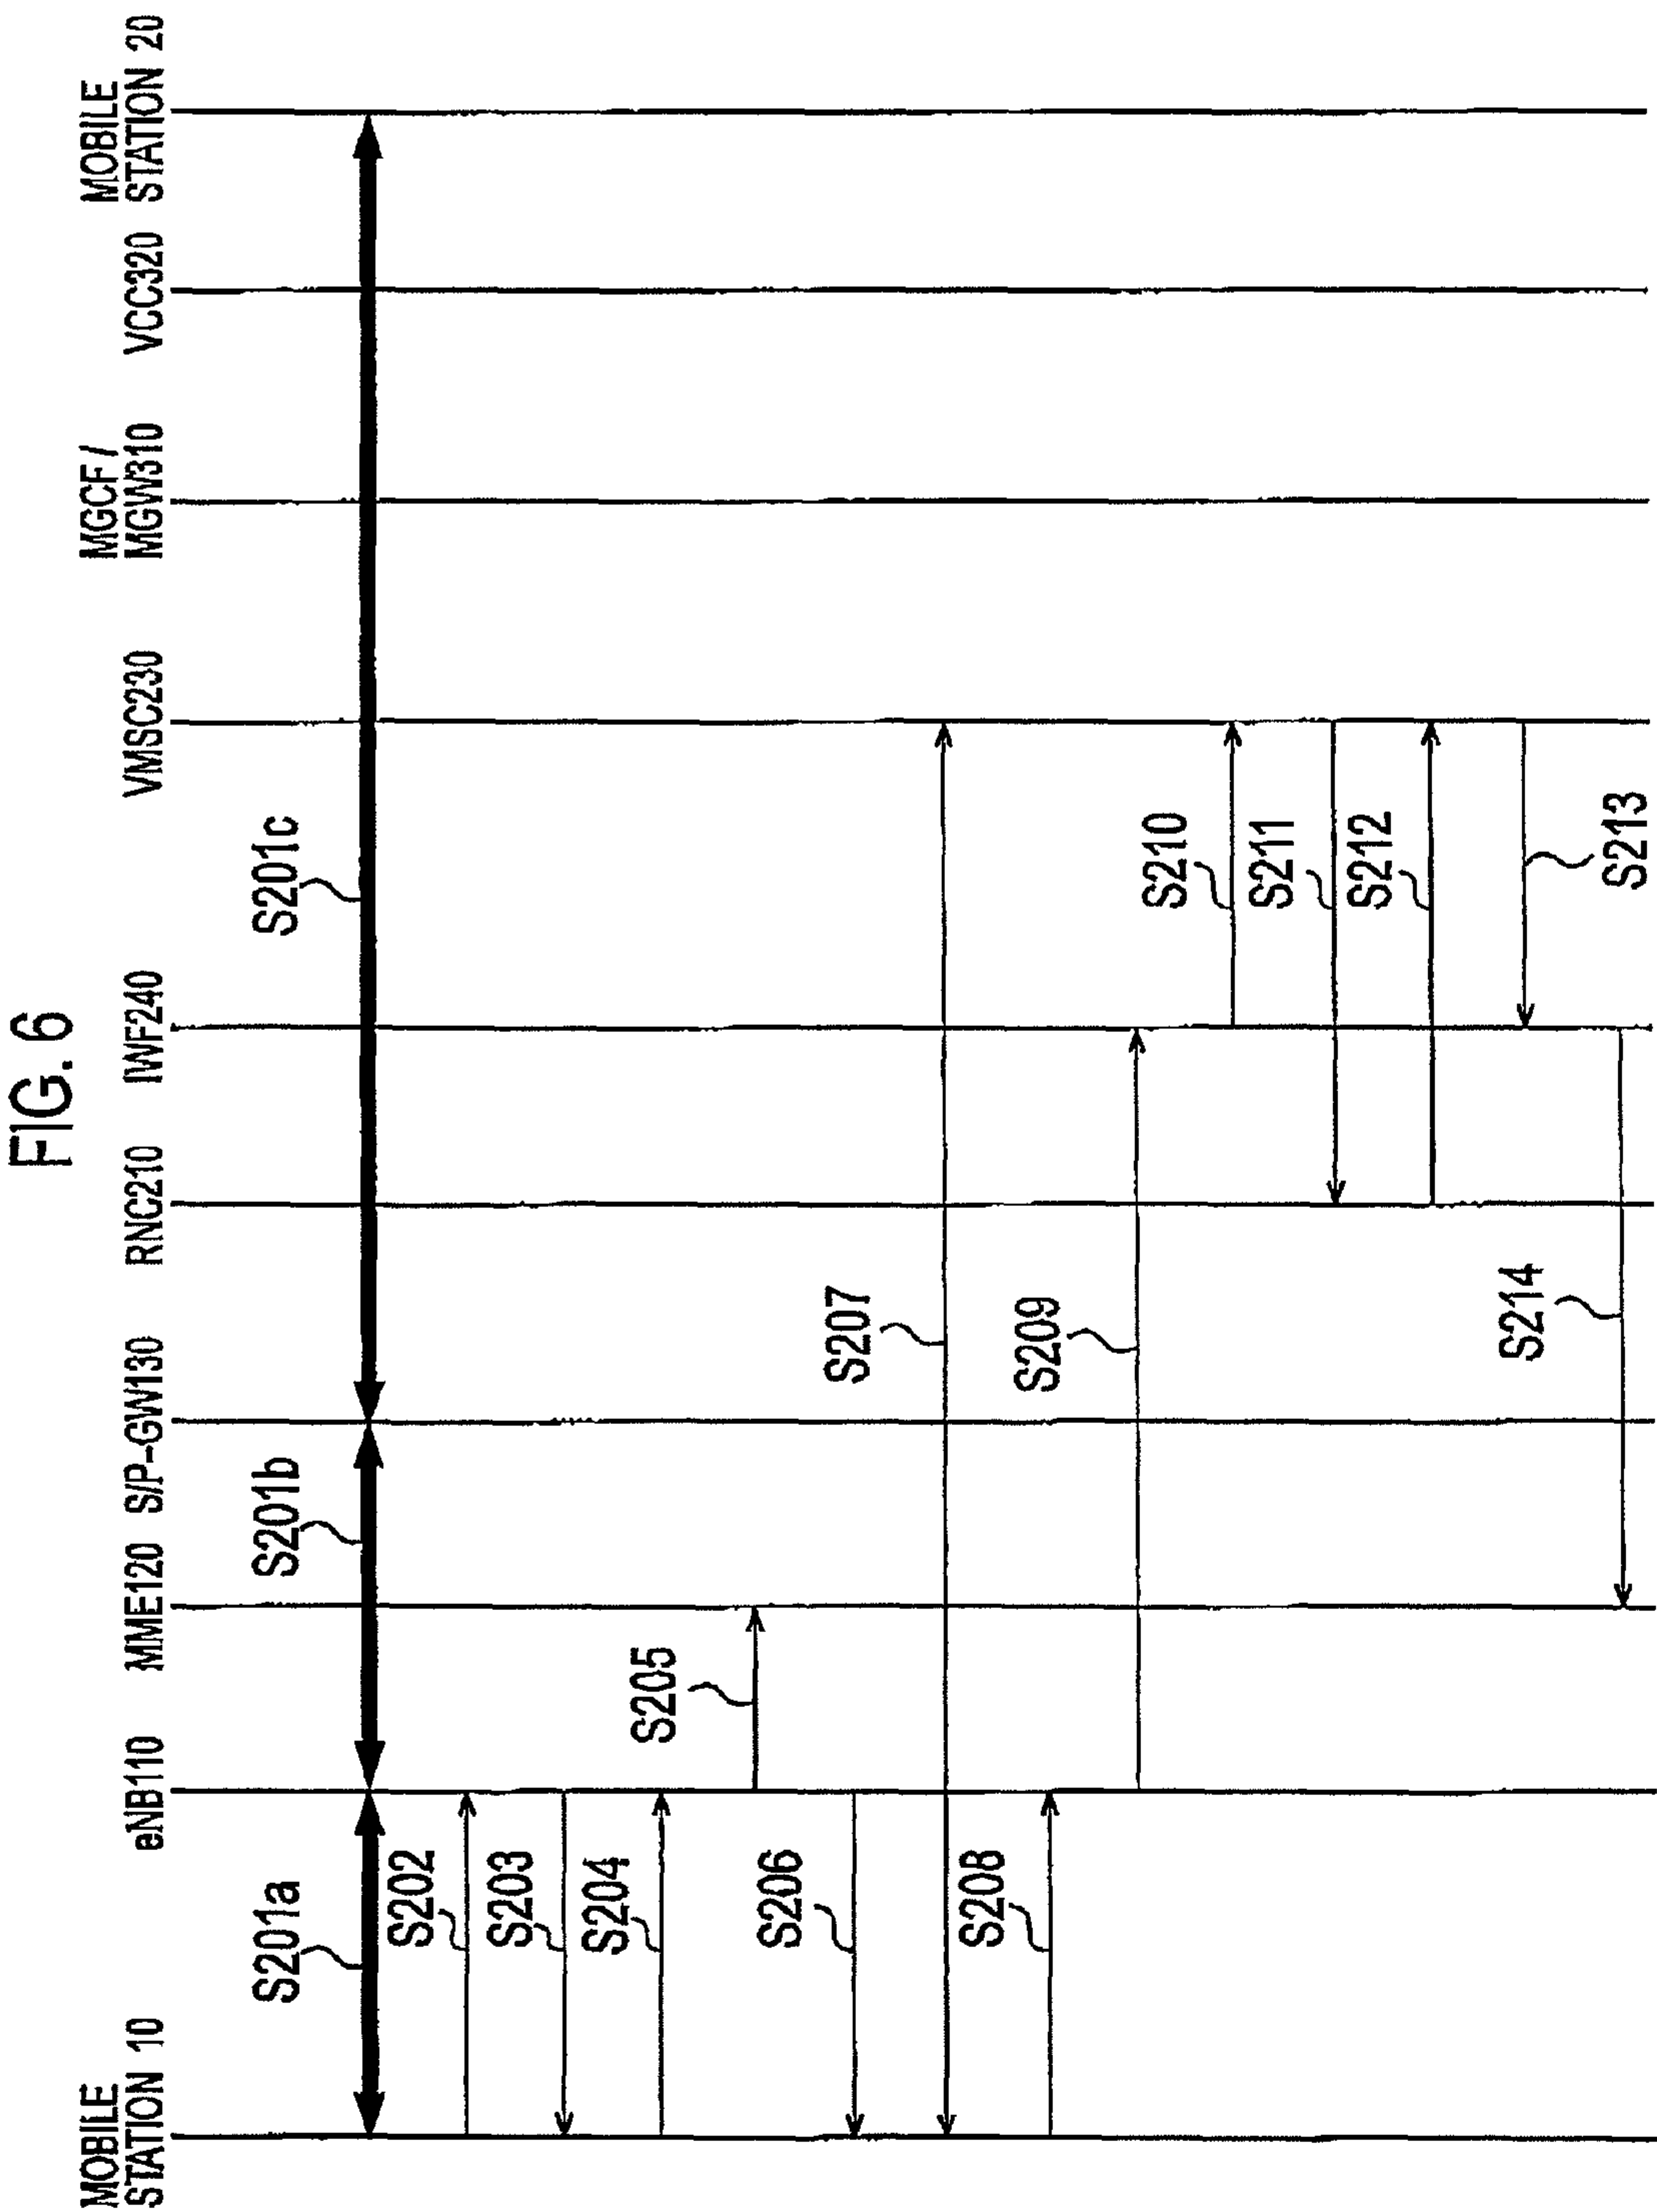 FIG. 6
MOBILE
STATION 10
eNB110
MME120
S/P-GW130
RNC210
IWF240
VMSC230
MGCF /
MGW310
VCC320
MOBILE
STATION 20
S201a
S201b
S201c
S202
S203
S204
S205
S206
S207
S208
S209
S210
S211
S212
S213
S214